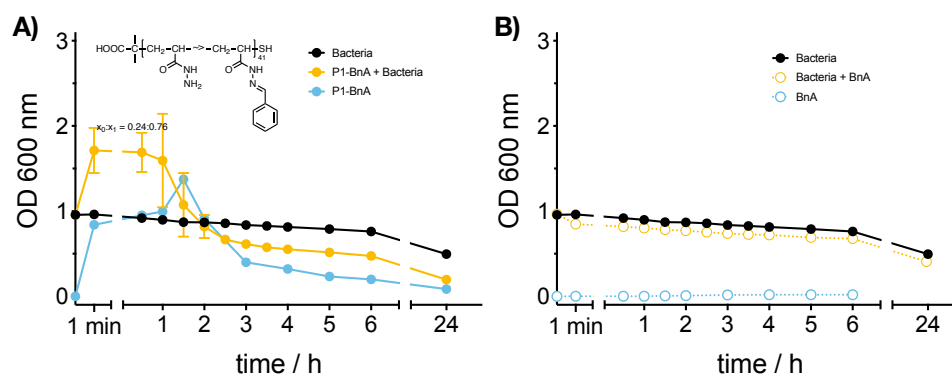 A)
3
2
1
0
OD 600 nm
HOOC
C
CH₂
CH
~>
CH₂
CH
SH
41
O
NH
NH₂
O
NH
N
x₀:x₁ = 0.24:0.76
Bacteria
P1-BnA + Bacteria
P1-BnA
1 min
1
2
3
4
5
6
24
time / h
B)
3
2
1
0
OD 600 nm
Bacteria
Bacteria + BnA
BnA
1 min
1
2
3
4
5
6
24
time / h